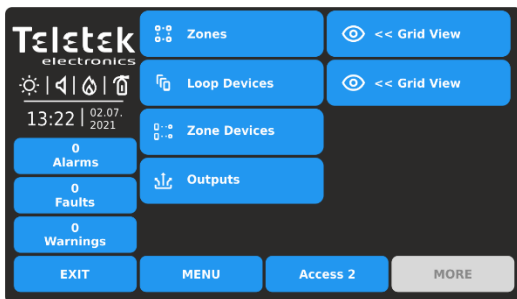 Teletek
electronics
13:22
02.07.
2021
0
Alarms
0
Faults
0
Warnings
EXIT
Zones
<< Grid View
Loop Devices
<< Grid View
Zone Devices
Outputs
MENU
Access 2
MORE